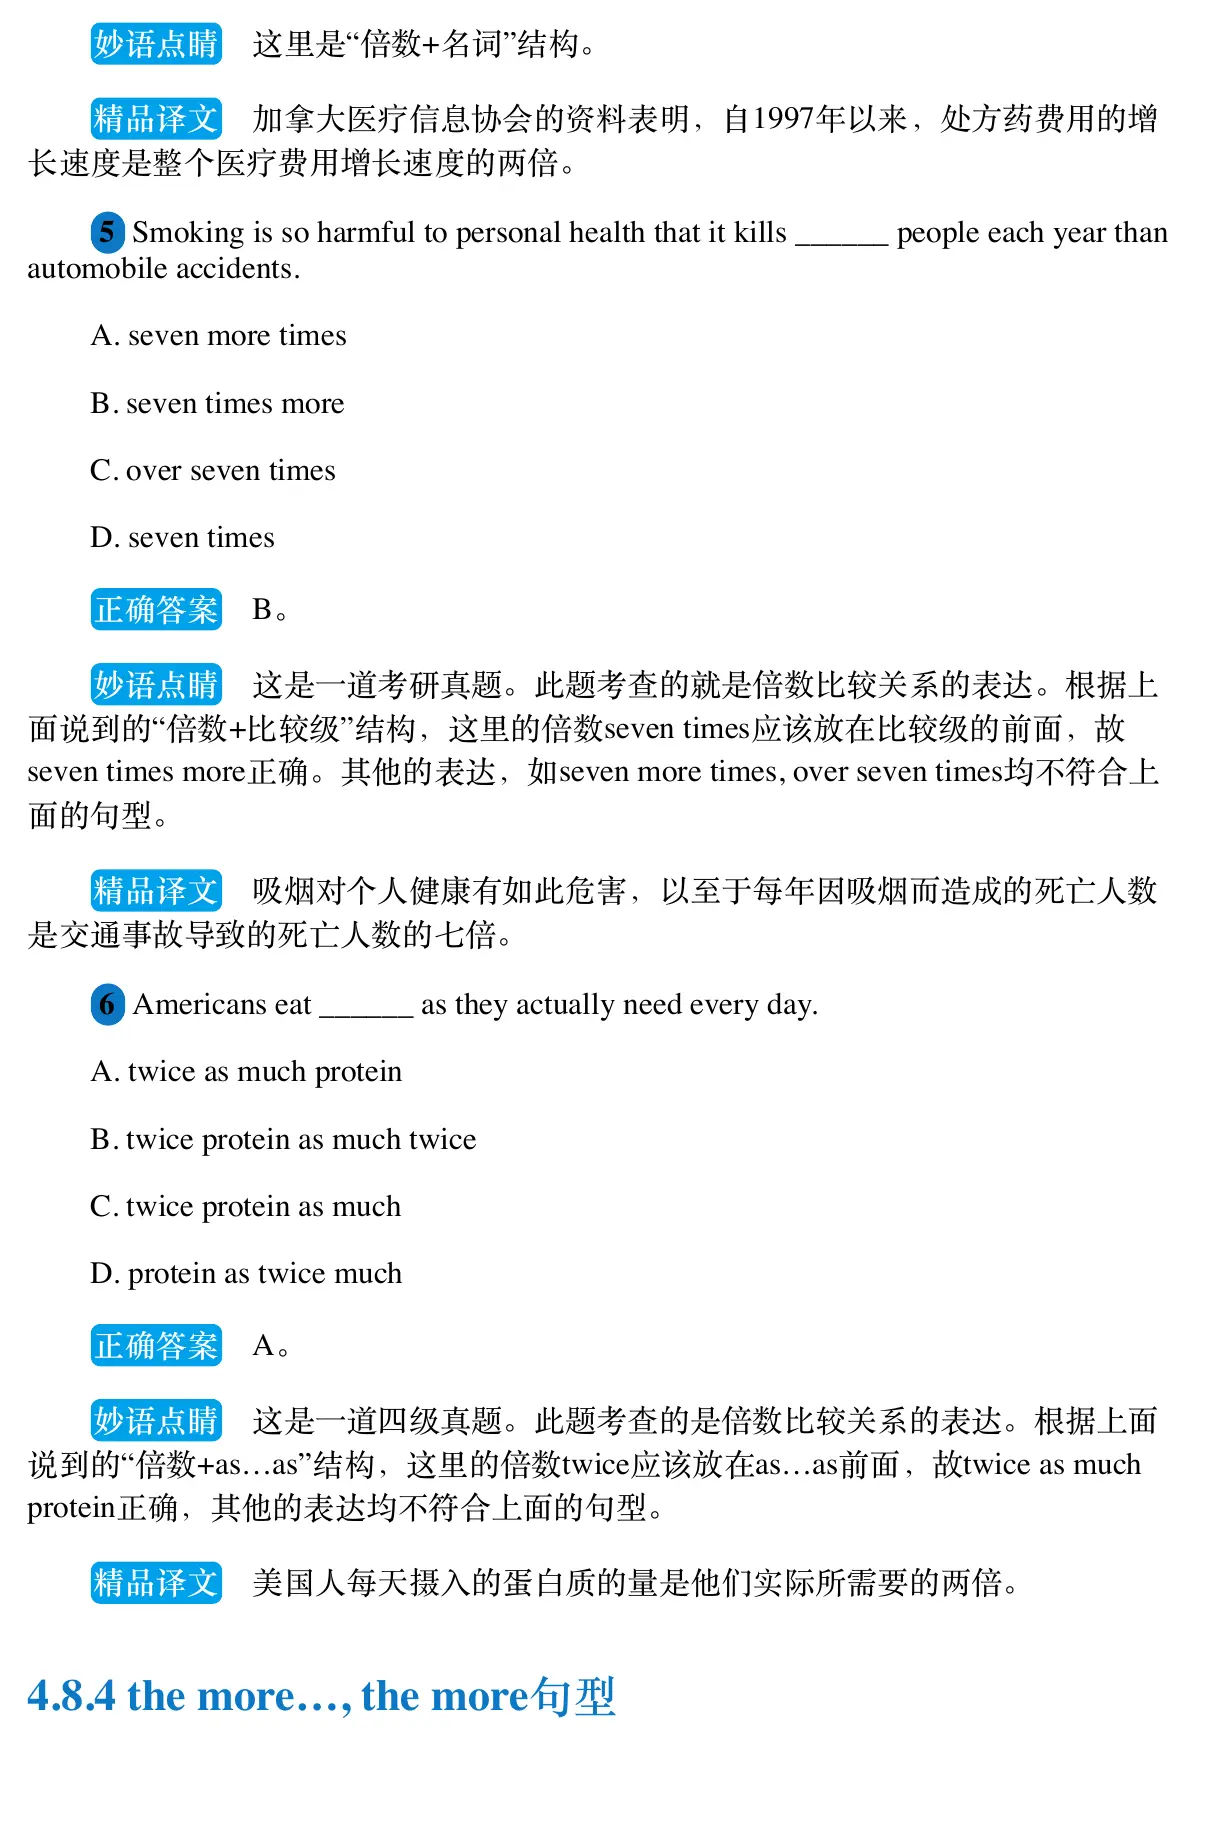 妙语点睛 这里是“倍数+名词”结构。
精品译文 加拿大医疗信息协会的资料表明，自1997年以来，处方药费用的增
长速度是整个医疗费用增长速度的两倍。
5 Smoking is so harmful to personal health that it kills ______ people each year than
automobile accidents.
A. seven more times
B. seven times more
C. over seven times
D. seven times
正确答案 B。
妙语点睛 这是一道考研真题。此题考查的就是倍数比较关系的表达。根据上
面说到的“倍数+比较级”结构，这里的倍数seven times应该放在比较级的前面，故
seven times more正确。其他的表达，如seven more times, over seven times均不符合上
面的句型。
精品译文 吸烟对个人健康有如此危害，以至于每年因吸烟而造成的死亡人数
是交通事故导致的死亡人数的七倍。
6 Americans eat ______ as they actually need every day.
A. twice as much protein
B. twice protein as much twice
C. twice protein as much
D. protein as twice much
正确答案 A。
妙语点睛 这是一道四级真题。此题考查的是倍数比较关系的表达。根据上面
说到的“倍数+as…as”结构，这里的倍数twice应该放在as…as前面，故twice as much
protein正确，其他的表达均不符合上面的句型。
精品译文 美国人每天摄入的蛋白质的量是他们实际所需要的两倍。
4.8.4 the more…, the more句型